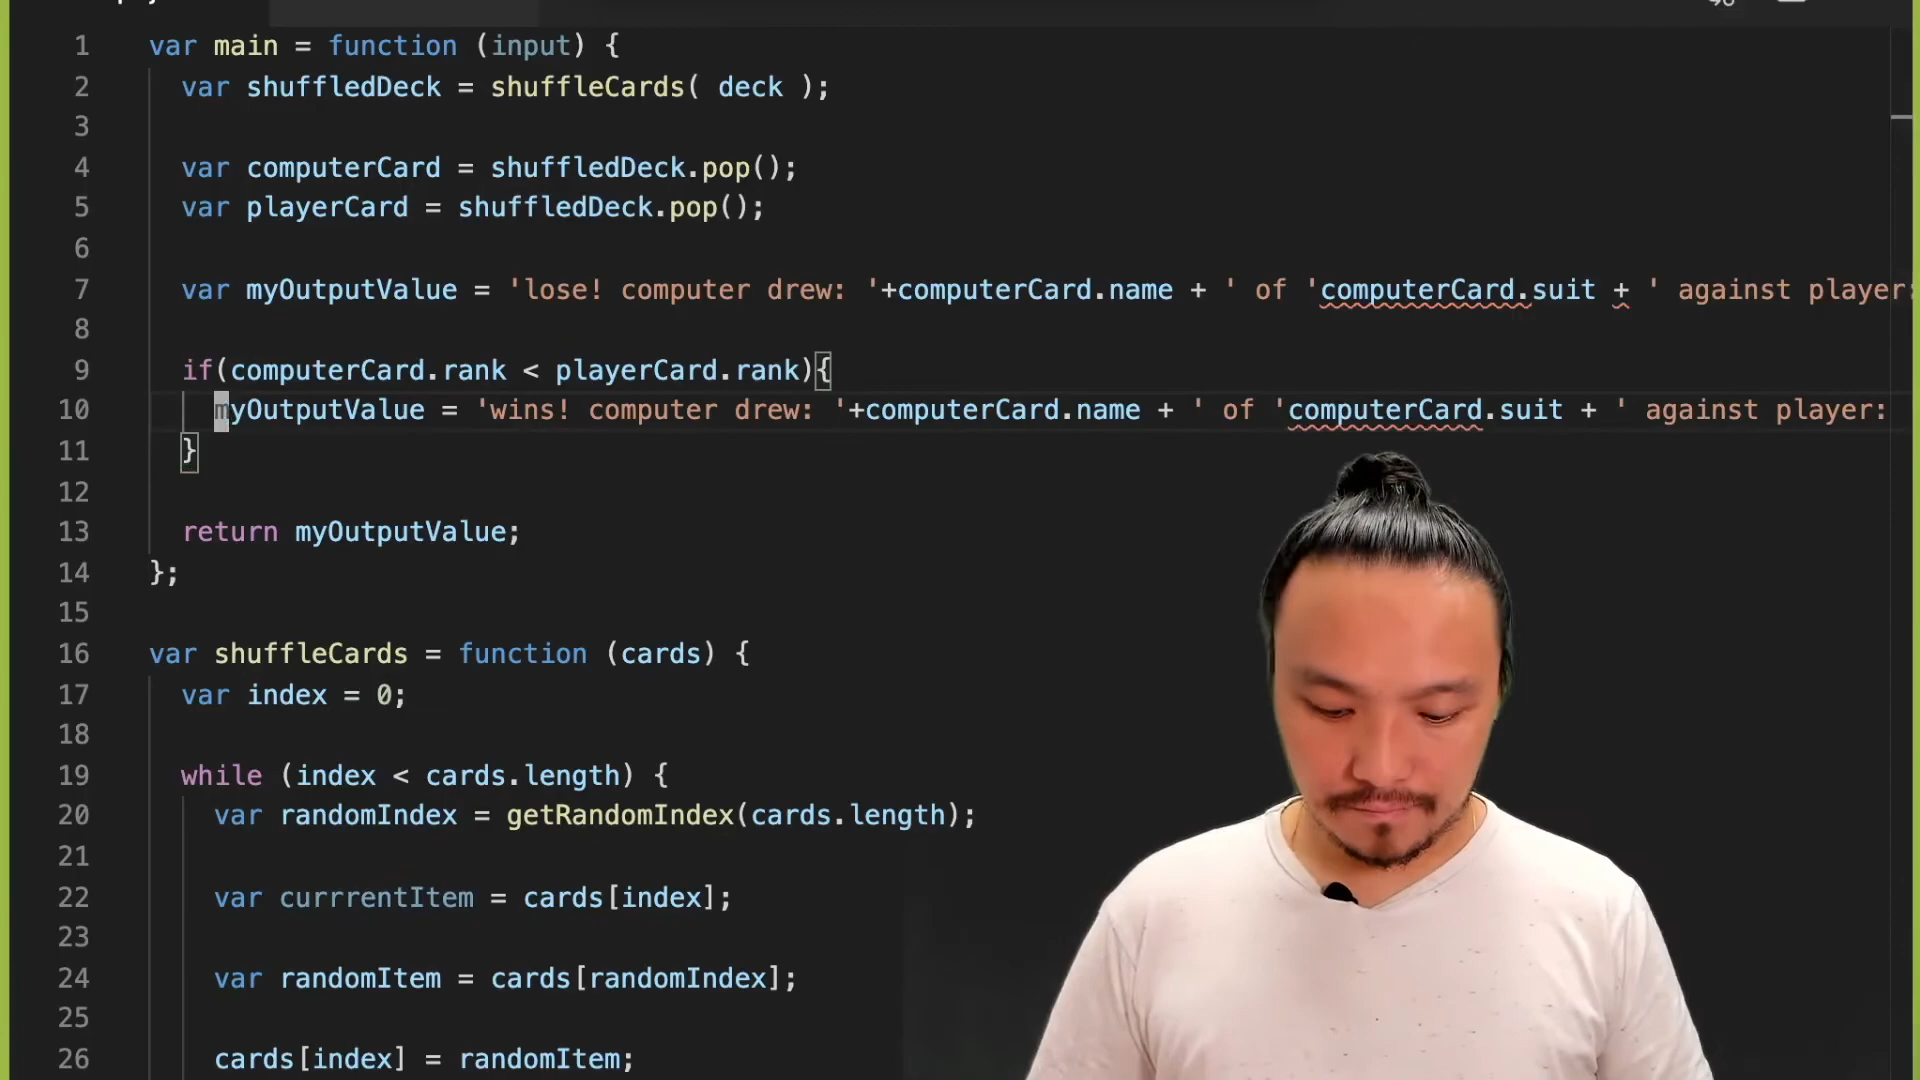 1 var main = function (input) {
2 var shuffledDeck = shuffleCards( deck );
3
4 var computerCard = shuffledDeck.pop();
5 var playerCard = shuffledDeck.pop();
6
7 var myOutputValue = 'lose! computer drew: '+computerCard.name + ' of 'computerCard.suit + ' against player:
8
9 if(computerCard.rank < playerCard.rank){
10 myOutputValue = 'wins! computer drew: '+computerCard.name + ' of 'computerCard.suit + ' against player:
11 }
12
13 return myOutputValue;
14 };
15
16 var shuffleCards = function (cards) {
17 var index = 0;
18
19 while (index < cards.length) {
20 var randomIndex = getRandomIndex(cards.length);
21
22 var currrentItem = cards[index];
23
24 var randomItem = cards[randomIndex];
25
26 cards[index] = randomItem;